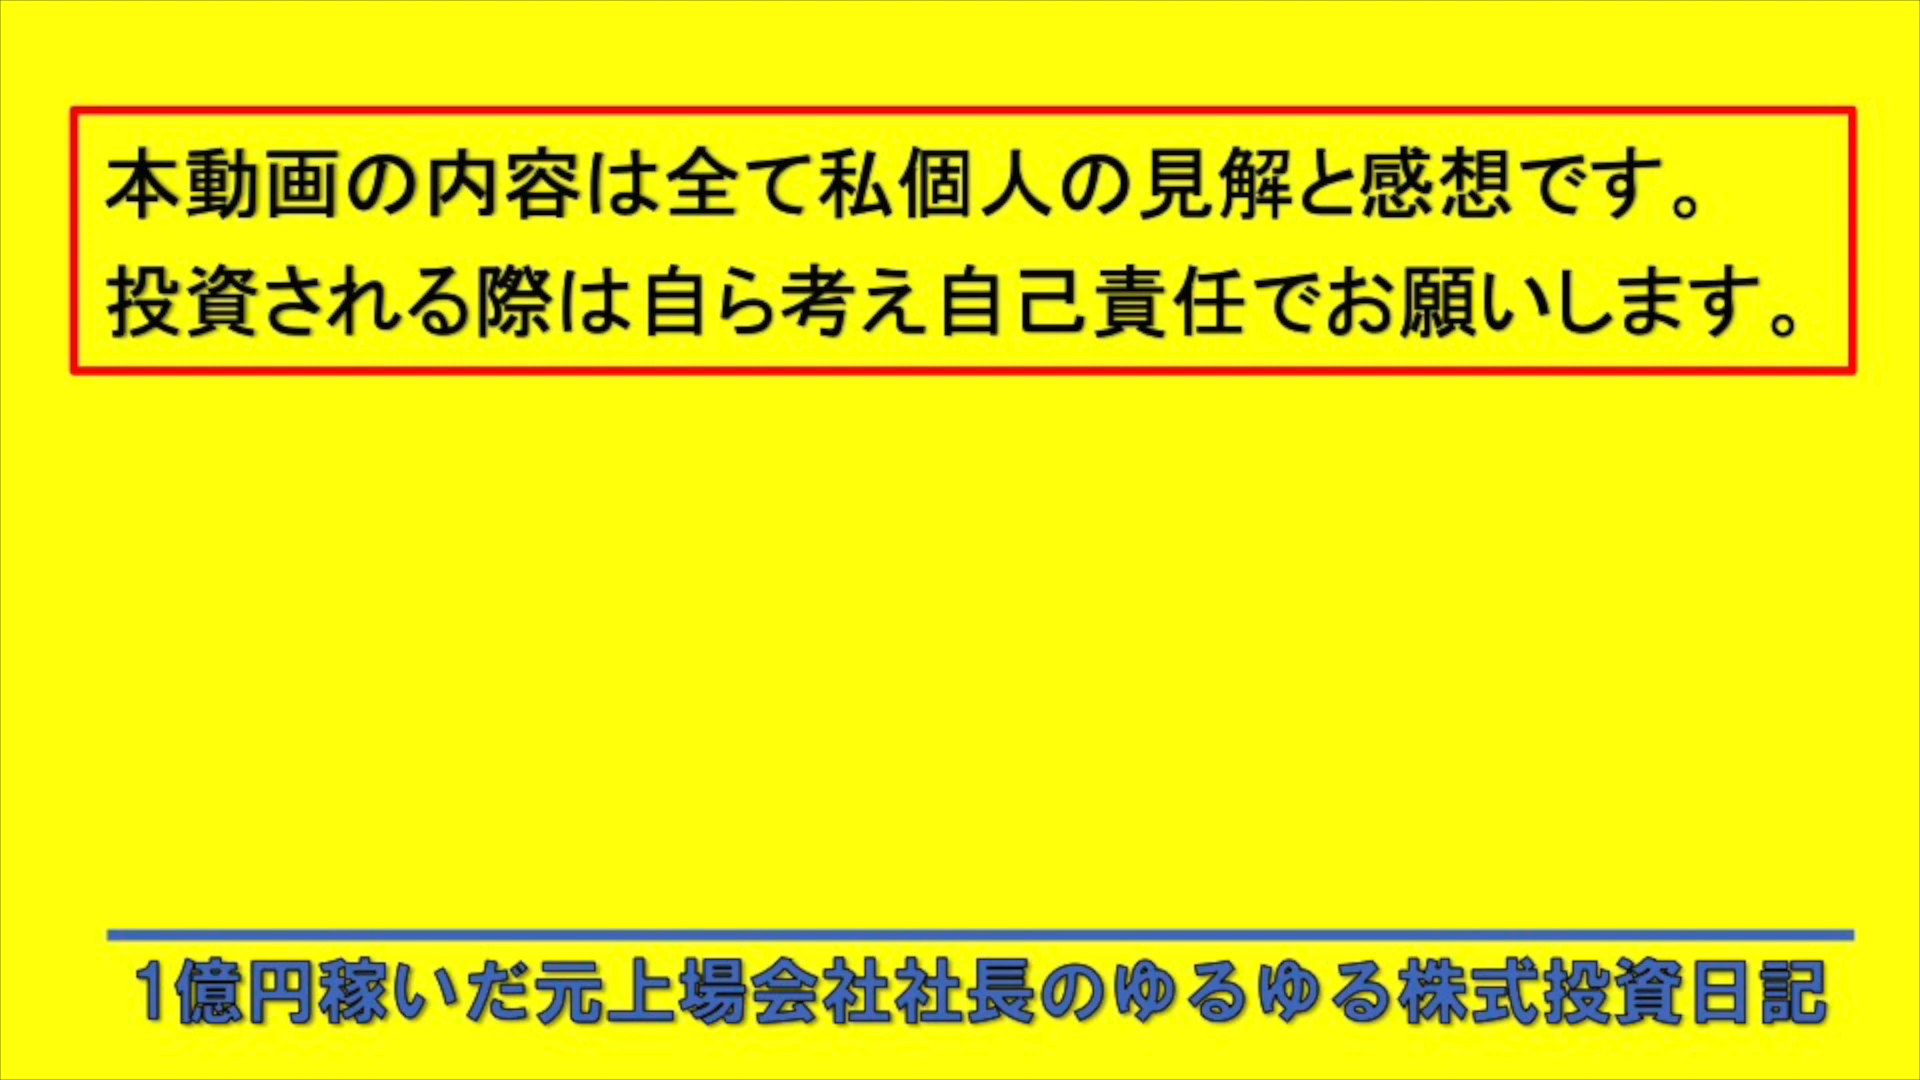 本動画の内容は全て私個人の見解と感想です。
投資される際は自ら考え自己責任でお願いします。
1億円稼いだ元上場会社社長のゆるゆる株式投資日記